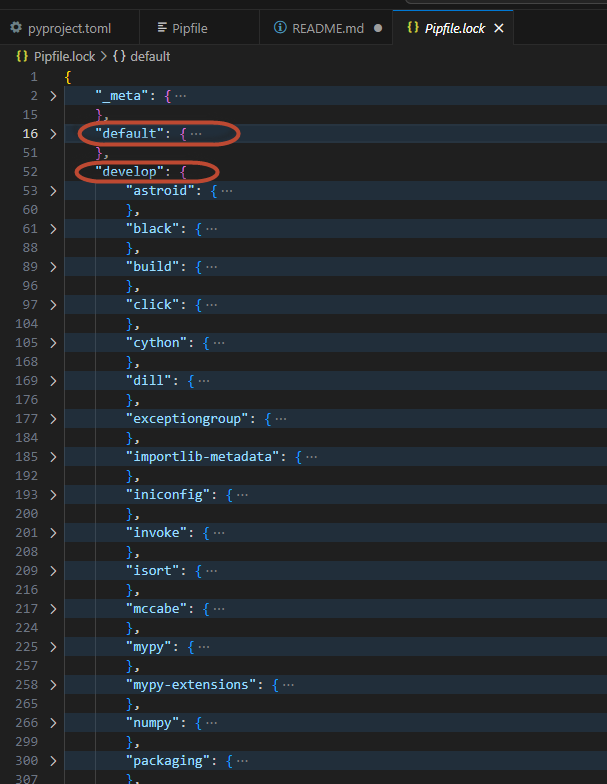 pyproject.toml Pipfile README.md Pipfile.lock
{} Pipfile.lock > {} default
1 {
2 "_meta": { ···
15 },
16 "default": { ···
51 },
52 "develop": {
53 "astroid": { ···
60 },
61 "black": { ···
88 },
89 "build": { ···
96 },
97 "click": { ···
104 },
105 "cython": { ···
168 },
169 "dill": { ···
176 },
177 "exceptiongroup": { ···
184 },
185 "importlib-metadata": { ···
192 },
193 "iniconfig": { ···
200 },
201 "invoke": { ···
208 },
209 "isort": { ···
216 },
217 "mccabe": { ···
224 },
225 "mypy": { ···
257 },
258 "mypy-extensions": { ···
265 },
266 "numpy": { ···
299 },
300 "packaging": { ···
307 },